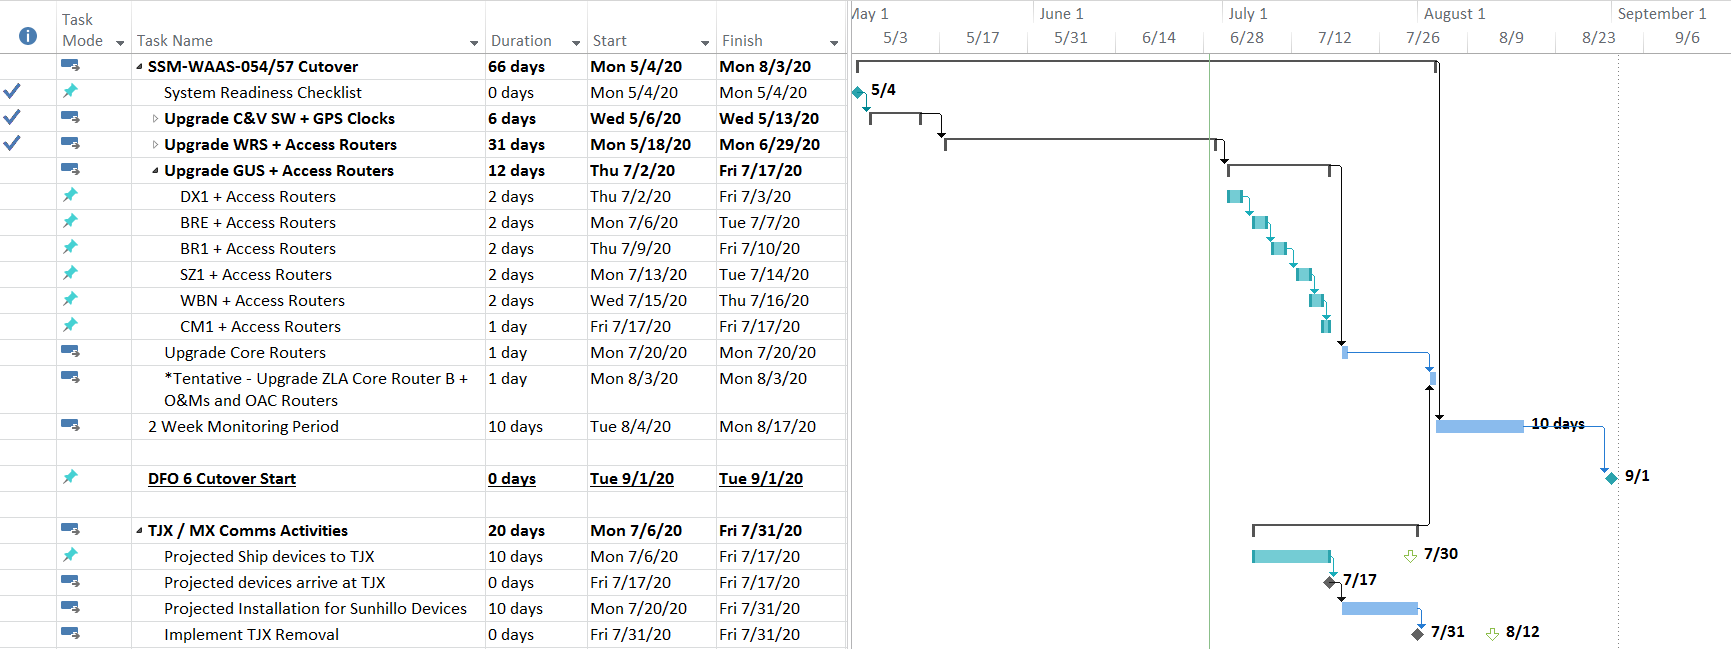 Task
Mode
Task Name
Duration
Start
Finish
May 1
June 1
July 1
August 1
September 1
5/3
5/17
5/31
6/14
6/28
7/12
7/26
8/9
8/23
9/6
SSM-WAAS-054/57 Cutover 66 days Mon 5/4/20 Mon 8/3/20
System Readiness Checklist 0 days Mon 5/4/20 Mon 5/4/20 5/4
Upgrade C&V SW + GPS Clocks 6 days Wed 5/6/20 Wed 5/13/20
Upgrade WRS + Access Routers 31 days Mon 5/18/20 Mon 6/29/20
Upgrade GUS + Access Routers 12 days Thu 7/2/20 Fri 7/17/20
DX1 + Access Routers 2 days Thu 7/2/20 Fri 7/3/20
BRE + Access Routers 2 days Mon 7/6/20 Tue 7/7/20
BR1 + Access Routers 2 days Thu 7/9/20 Fri 7/10/20
SZ1 + Access Routers 2 days Mon 7/13/20 Tue 7/14/20
WBN + Access Routers 2 days Wed 7/15/20 Thu 7/16/20
CM1 + Access Routers 1 day Fri 7/17/20 Fri 7/17/20
Upgrade Core Routers 1 day Mon 7/20/20 Mon 7/20/20
*Tentative - Upgrade ZLA Core Router B + 1 day Mon 8/3/20 Mon 8/3/20
O&Ms and OAC Routers
2 Week Monitoring Period 10 days Tue 8/4/20 Mon 8/17/20 10 days
DFO 6 Cutover Start 0 days Tue 9/1/20 Tue 9/1/20 9/1
TJX / MX Comms Activities 20 days Mon 7/6/20 Fri 7/31/20
Projected Ship devices to TJX 10 days Mon 7/6/20 Fri 7/17/20 7/30
Projected devices arrive at TJX 0 days Fri 7/17/20 Fri 7/17/20 7/17
Projected Installation for Sunhillo Devices 10 days Mon 7/20/20 Fri 7/31/20
Implement TJX Removal 0 days Fri 7/31/20 Fri 7/31/20 7/31 8/12